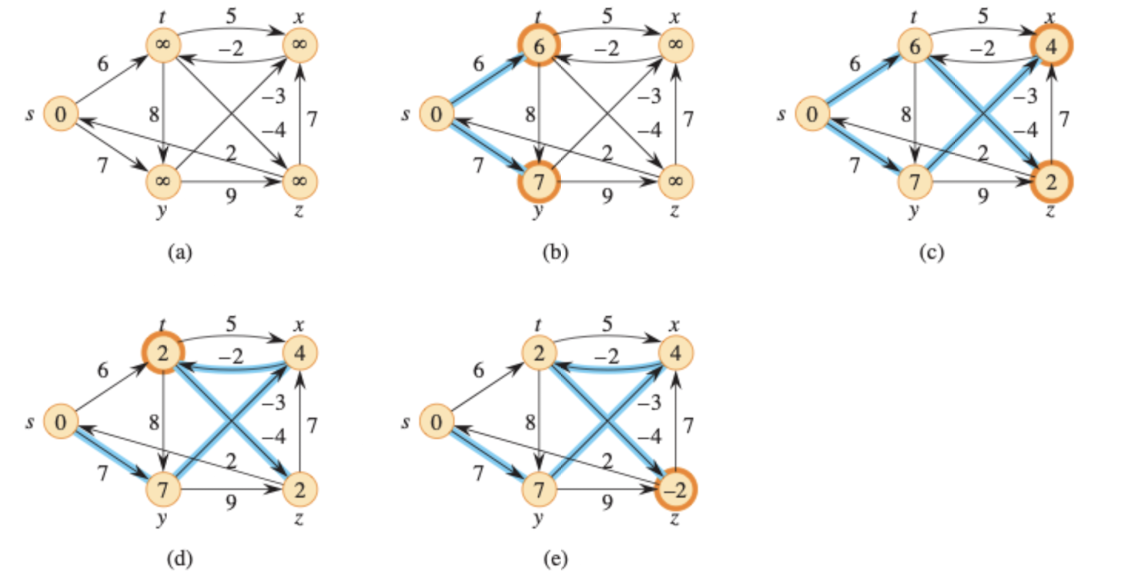 t 5 x
∞ –2 ∞
6
s 0 8 –3
–4 7
7 2
∞ 9 ∞
y z
(a)
t 5 x
6 –2 ∞
6
s 0 8 –3
–4 7
7 2
7 9 ∞
y z
(b)
t 5 x
6 –2 4
6
s 0 8 –3
–4 7
7 2
7 9 2
y z
(c)
t 5 x
2 –2 4
6
s 0 8 –3
–4 7
7 2
7 9 2
y z
(d)
t 5 x
2 –2 4
6
s 0 8 –3
–4 7
7 2
7 9 –2
y z
(e)